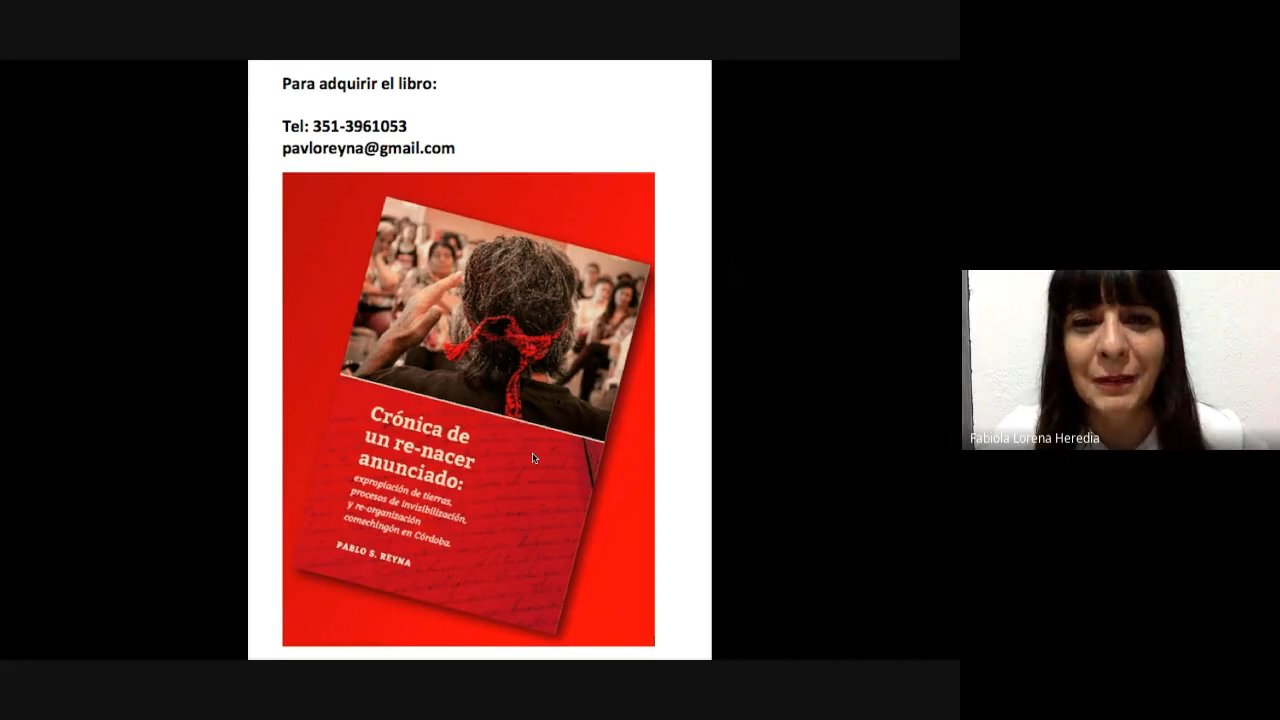 Para adquirir el libro:
Tel: 351-3961053
pavloreyna@gmail.com
Crónica de
un re-nacer
anunciado:
expropiación de tierras,
procesos de invisibilización,
y re-organización
comechingón en Córdoba.
PABLO S. REYNA
Fabiola Lorena Heredia